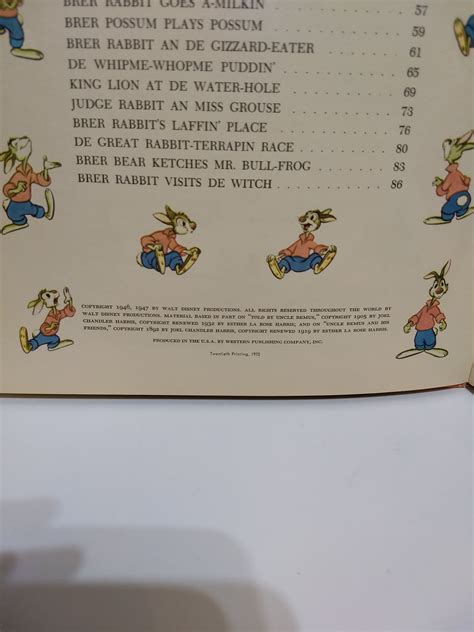 BRER RABBIT GOES A-MILKIN' 57
BRER POSSUM PLAYS POSSUM . . . . . . . . . . 59
BRER RABBIT AN DE GIZZARD-EATER . . . . . . . 61
DE WHIPME-WHOPME PUDDIN' . . . . . . . . . . 65
KING LION AT DE WATER-HOLE . . . . . . . . . 69
JUDGE RABBIT AN MISS GROUSE . . . . . . . . . 73
BRER RABBIT'S LAFFIN' PLACE . . . . . . . . . 76
DE GREAT RABBIT-TERRAPIN RACE . . . . . . . . 80
BRER BEAR KETCHES MR. BULL-FROG . . . . . . . 83
BRER RABBIT VISITS DE WITCH . . . . . . . . . 86
COPYRIGHT 1946, 1947 BY WALT DISNEY PRODUCTIONS. ALL RIGHTS RESERVED THROUGHOUT THE WORLD BY
WALT DISNEY PRODUCTIONS. MATERIAL BASED IN PART ON "TOLD BY UNCLE REMUS," COPYRIGHT 1905 BY JOEL
CHANDLER HARRIS, COPYRIGHT RENEWED 1932 BY ESTHER LA ROSE HARRIS; AND ON "UNCLE REMUS AND HIS
FRIENDS," COPYRIGHT 1892 BY JOEL CHANDLER HARRIS, COPYRIGHT RENEWED 1919 BY ESTHER LA ROSE HARRIS.
PRODUCED IN THE U.S.A. BY WESTERN PUBLISHING COMPANY, INC.
Printing, 1972